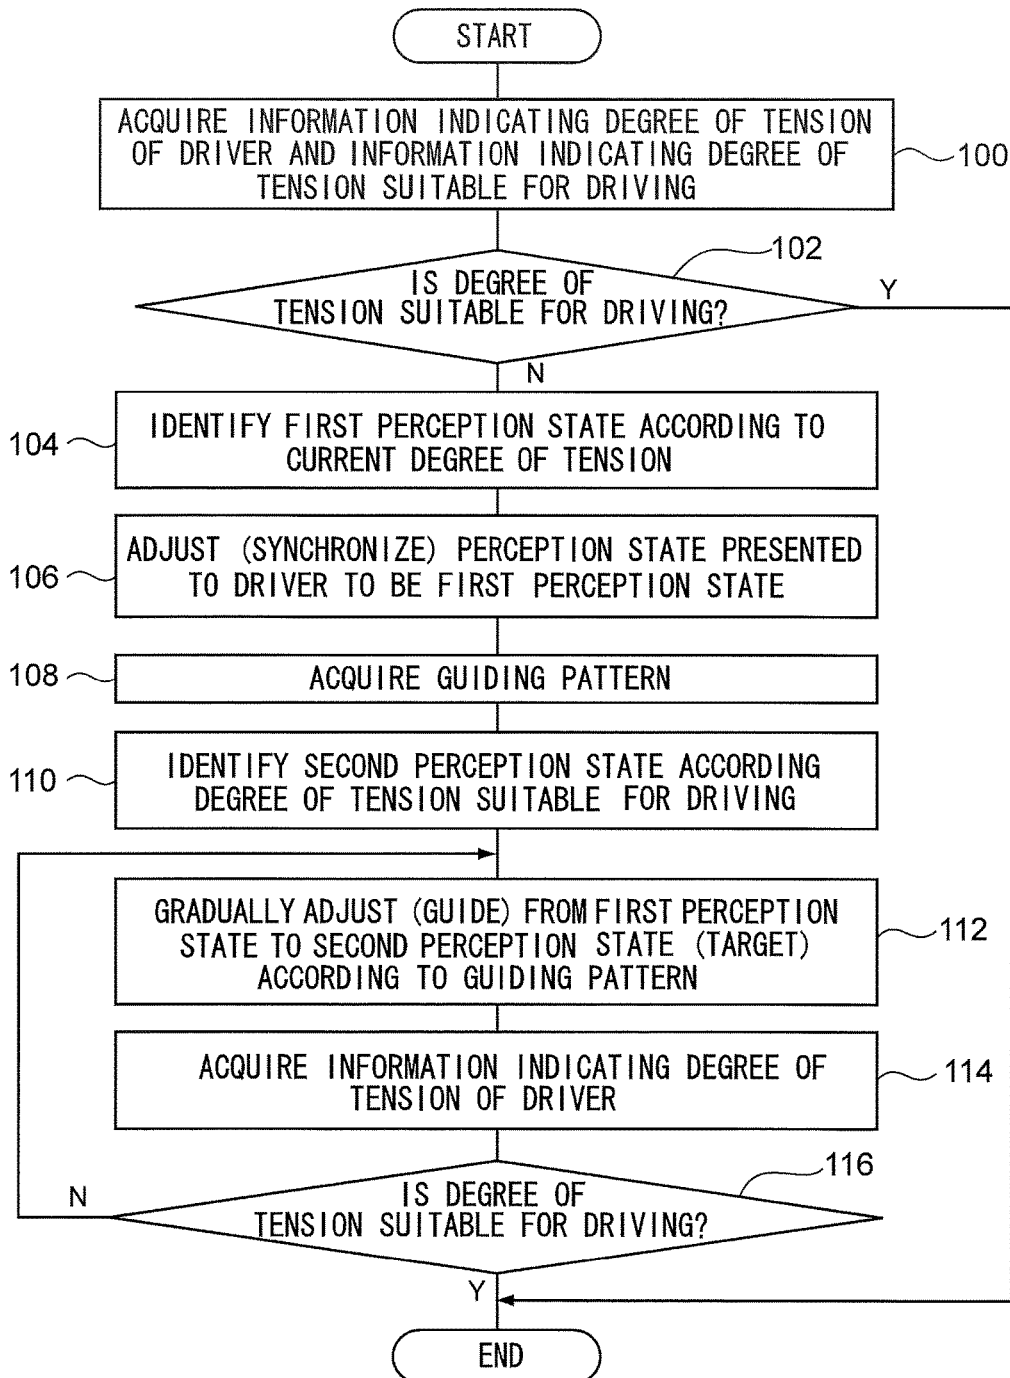 START
ACQUIRE INFORMATION INDICATING DEGREE OF TENSION
OF DRIVER AND INFORMATION INDICATING DEGREE OF
TENSION SUITABLE FOR DRIVING
100
102
IS DEGREE OF
TENSION SUITABLE FOR DRIVING?
Y
N
104
IDENTIFY FIRST PERCEPTION STATE ACCORDING TO
CURRENT DEGREE OF TENSION
106
ADJUST (SYNCHRONIZE) PERCEPTION STATE PRESENTED
TO DRIVER TO BE FIRST PERCEPTION STATE
108
ACQUIRE GUIDING PATTERN
110
IDENTIFY SECOND PERCEPTION STATE ACCORDING
DEGREE OF TENSION SUITABLE FOR DRIVING
GRADUALLY ADJUST (GUIDE) FROM FIRST PERCEPTION
STATE TO SECOND PERCEPTION STATE (TARGET)
ACCORDING TO GUIDING PATTERN
112
ACQUIRE INFORMATION INDICATING DEGREE OF
TENSION OF DRIVER
114
116
N
IS DEGREE OF
TENSION SUITABLE FOR DRIVING?
Y
END